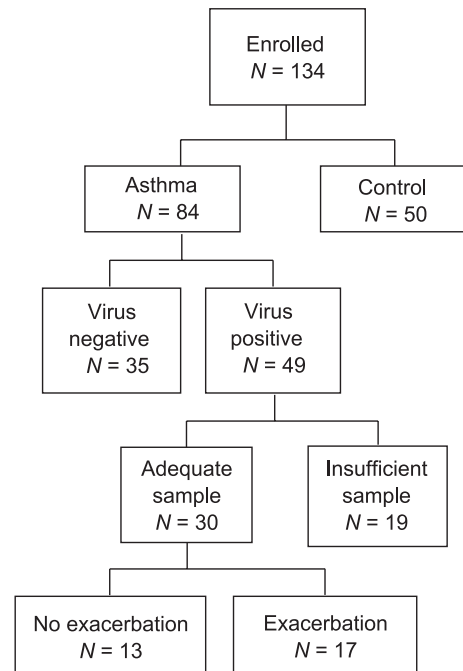 Enrolled
N = 134
Asthma
N = 84
Control
N = 50
Virus
negative
N = 35
Virus
positive
N = 49
Adequate
sample
N = 30
Insufficient
sample
N = 19
No exacerbation
N = 13
Exacerbation
N = 17